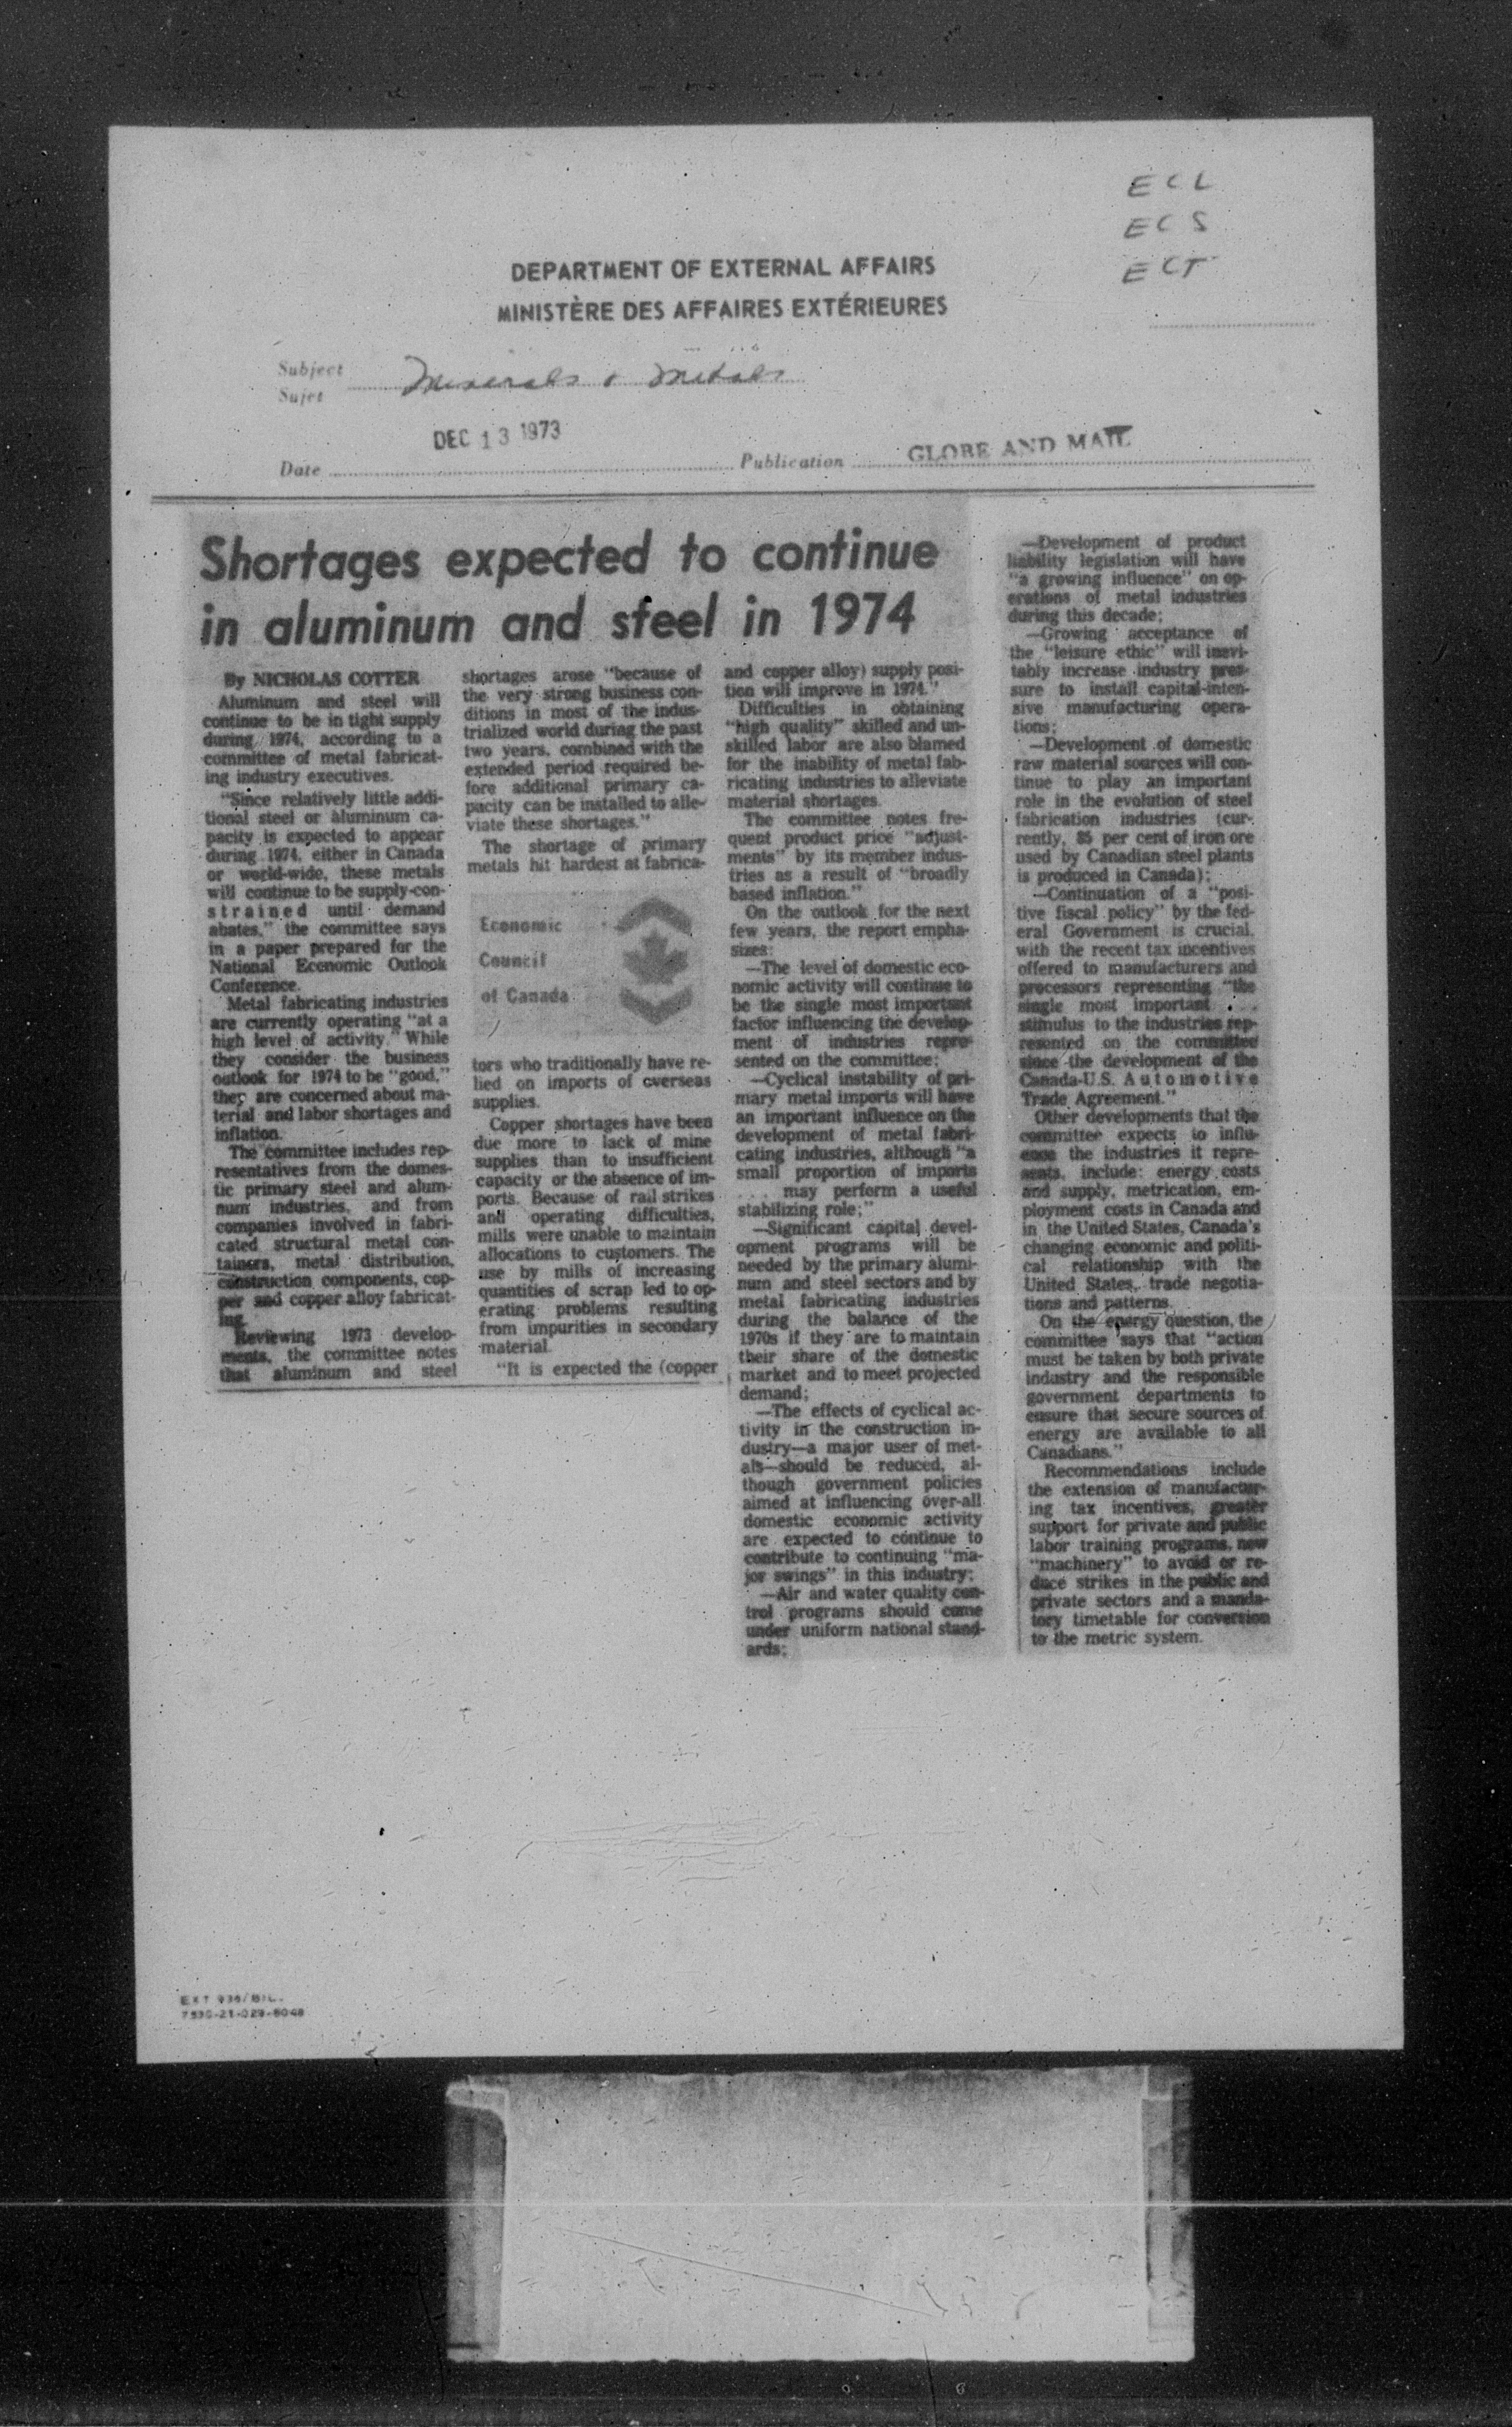 ECL
ECS
ECT
DEPARTMENT OF EXTERNAL AFFAIRS
MINISTÈRE DES AFFAIRES EXTÉRIEURES
Subject
Sujet
Minerals & Metals
DEC 13 1973
Date
Publication
GLOBE AND MAIL
Shortages expected to continue
in aluminum and steel in 1974
By NICHOLAS COTTER
Aluminum and steel will
continue to be in tight supply
during 1974, according to a
committee of metal fabricat-
ing industry executives.
"Since relatively little addi-
tional steel or aluminum ca-
pacity is expected to appear
during 1974, either in Canada
or world-wide, these metals
will continue to be supply-con-
strained until demand
abates," the committee says
in a paper prepared for the
National Economic Outlook
Conference.
Metal fabricating industries
are currently operating "at a
high level of activity." While
they consider the business
outlook for 1974 to be "good,"
they are concerned about ma-
terial and labor shortages and
inflation.
The committee includes rep-
resentatives from the domes-
tic primary steel and alum-
num industries, and from
companies involved in fabri-
cated structural metal con-
tainers, metal distribution,
construction components, cop-
per and copper alloy fabricat-
ing.
Reviewing 1973 develop-
ments, the committee notes
that aluminum and steel
shortages arose "because of
the very strong business con-
ditions in most of the indus-
trialized world during the past
two years, combined with the
extended period required be-
fore additional primary ca-
pacity can be installed to alle-
viate these shortages."
The shortage of primary
metals hit hardest at fabrica-
Economic
Council
of Canada
tors who traditionally have re-
lied on imports of overseas
supplies.
Copper shortages have been
due more to lack of mine
supplies than to insufficient
capacity or the absence of im-
ports. Because of rail strikes
and operating difficulties,
mills were unable to maintain
allocations to customers. The
use by mills of increasing
quantities of scrap led to op-
erating problems resulting
from impurities in secondary
material.
"It is expected the (copper
and copper alloy) supply posi-
tion will improve in 1974."
Difficulties in obtaining
"high quality" skilled and un-
skilled labor are also blamed
for the inability of metal fab-
ricating industries to alleviate
material shortages.
The committee notes fre-
quent product price "adjust-
ments" by its member indus-
tries as a result of "broadly
based inflation."
On the outlook for the next
few years, the report empha-
sizes:
—The level of domestic eco-
nomic activity will continue to
be the single most important
factor influencing the develop-
ment of industries repre-
sented on the committee;
—Cyclical instability of pri-
mary metal imports will have
an important influence on the
development of metal fabri-
cating industries, although "a
small proportion of imports
. . . may perform a useful
stabilizing role;"
—Significant capital devel-
opment programs will be
needed by the primary alumi-
num and steel sectors and by
metal fabricating industries
during the balance of the
1970s if they are to maintain
their share of the domestic
market and to meet projected
demand;
—The effects of cyclical ac-
tivity in the construction in-
dustry—a major user of met-
als—should be reduced, al-
though government policies
aimed at influencing over-all
domestic economic activity
are expected to continue to
contribute to continuing "ma-
jor swings" in this industry;
—Air and water quality con-
trol programs should come
under uniform national stand-
ards;
—Development of product
liability legislation will have
"a growing influence" on op-
erations of metal industries
during this decade;
—Growing acceptance of
the "leisure ethic" will inevi-
tably increase industry pres-
sure to install capital-inten-
sive manufacturing opera-
tions;
—Development of domestic
raw material sources will con-
tinue to play an important
role in the evolution of steel
fabrication industries (cur-
rently, 85 per cent of iron ore
used by Canadian steel plants
is produced in Canada);
—Continuation of a "posi-
tive fiscal policy" by the fed-
eral Government is crucial,
with the recent tax incentives
offered to manufacturers and
processors representing "the
single most important . . .
stimulus to the industries rep-
resented on the committee
since the development of the
Canada-U.S. Automotive
Trade Agreement."
Other developments that the
committee expects to influ-
ence the industries it repre-
sents, include: energy costs
and supply, metrication, em-
ployment costs in Canada and
in the United States, Canada's
changing economic and politi-
cal relationship with the
United States, trade negotia-
tions and patterns.
On the energy question, the
committee says that "action
must be taken by both private
industry and the responsible
government departments to
ensure that secure sources of
energy are available to all
Canadians."
Recommendations include
the extension of manufactur-
ing tax incentives, greater
support for private and public
labor training programs, new
"machinery" to avoid or re-
duce strikes in the public and
private sectors and a manda-
tory timetable for conversion
to the metric system.
EXT
7530-21-029-8048